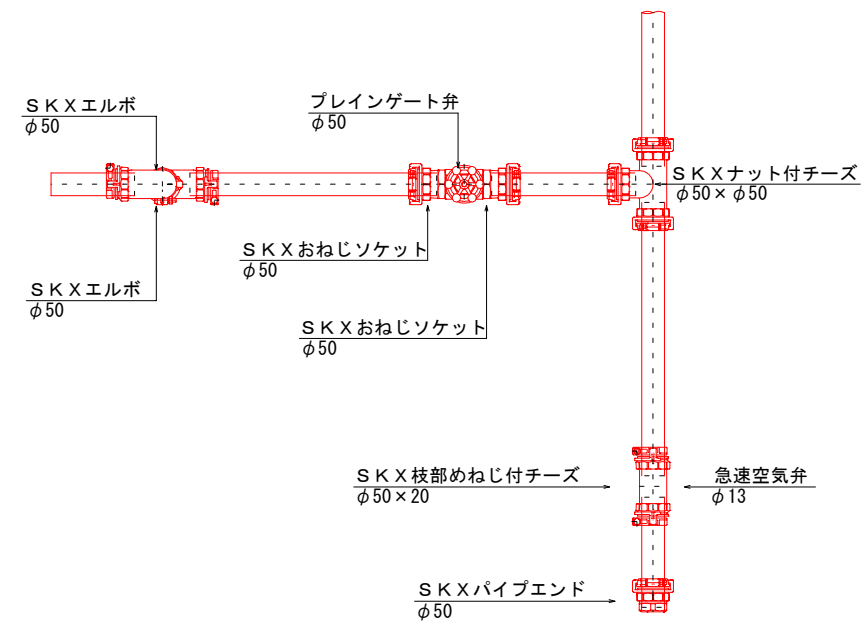 ＳＫＸエルボ
φ50
プレインゲート弁
φ50
ＳＫＸナット付チーズ
φ50×φ50
ＳＫＸおねじソケット
φ50
ＳＫＸエルボ
φ50
ＳＫＸおねじソケット
φ50
ＳＫＸ枝部めねじ付チーズ
φ50×20
急速空気弁
φ13
ＳＫＸパイプエンド
φ50